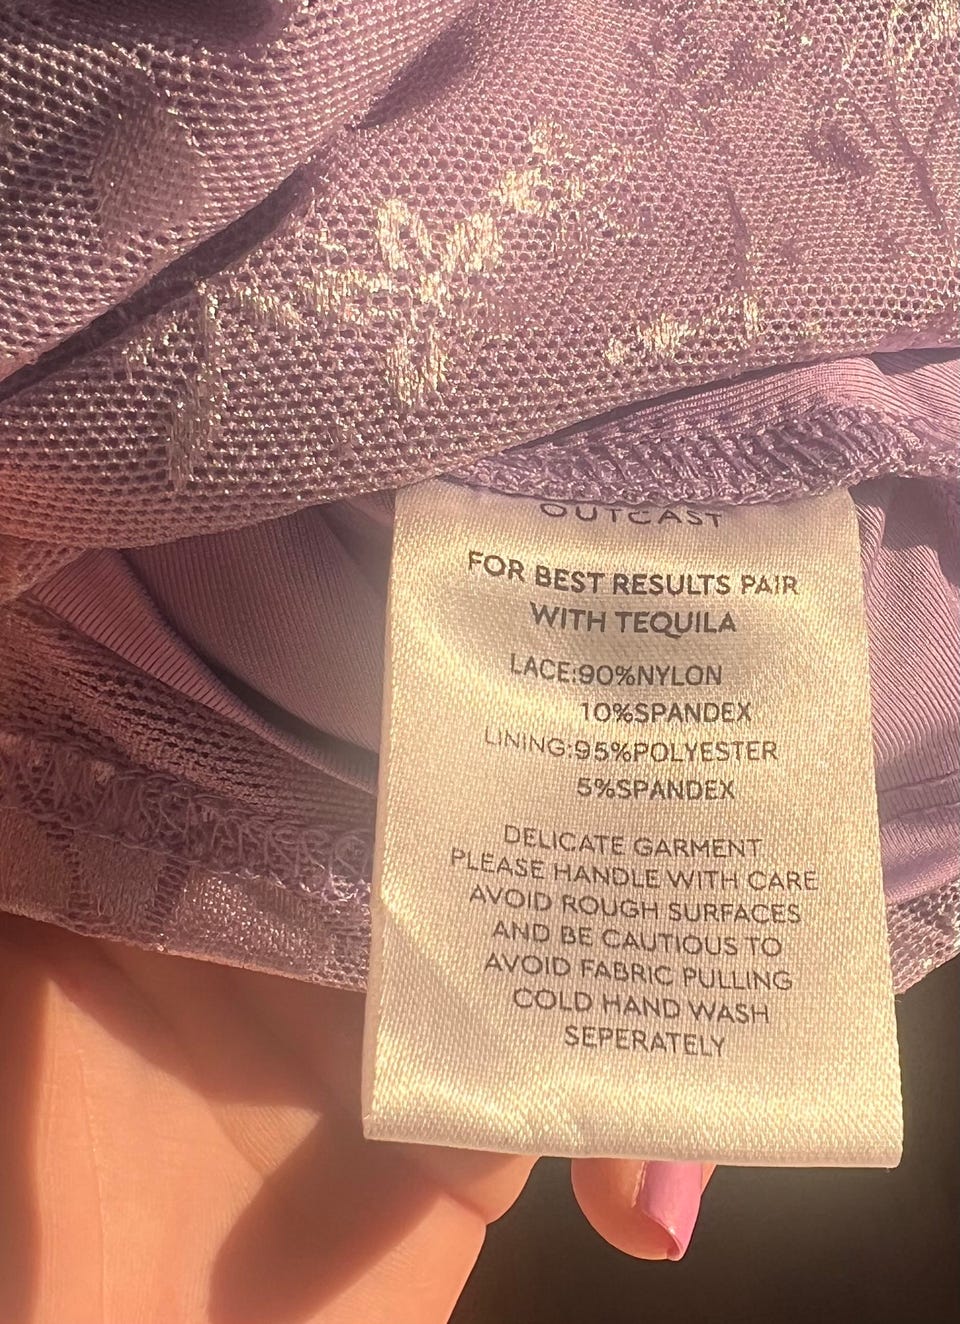 OUTCAST
FOR BEST RESULTS PAIR
WITH TEQUILA
LACE:90%NYLON
10%SPANDEX
LINING:95%POLYESTER
5%SPANDEX
DELICATE GARMENT
PLEASE HANDLE WITH CARE
AVOID ROUGH SURFACES
AND BE CAUTIOUS TO
AVOID FABRIC PULLING
COLD HAND WASH
SEPERATELY